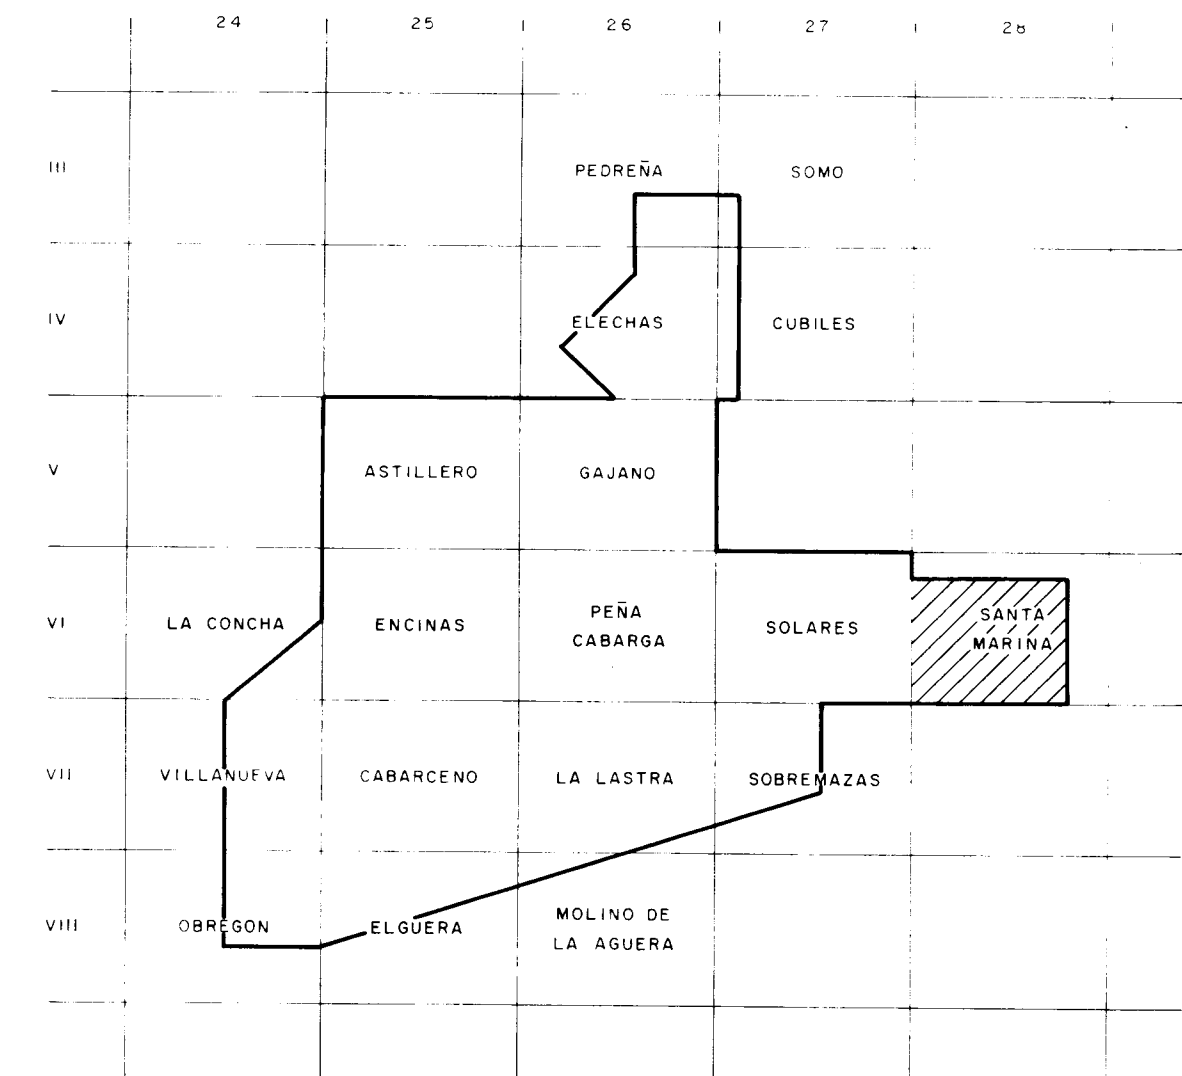 24 25 26 27 28
III PEDREÑA SOMO
IV ELECHAS CUBILES
V ASTILLERO GAJANO
VI LA CONCHA ENCINAS PEÑA CABARGA SOLARES SANTA MARINA
VII VILLANUEVA CABARCENO LA LASTRA SOBREMAZAS
VIII OBREGON ELGUERA MOLINO DE LA AGUERA